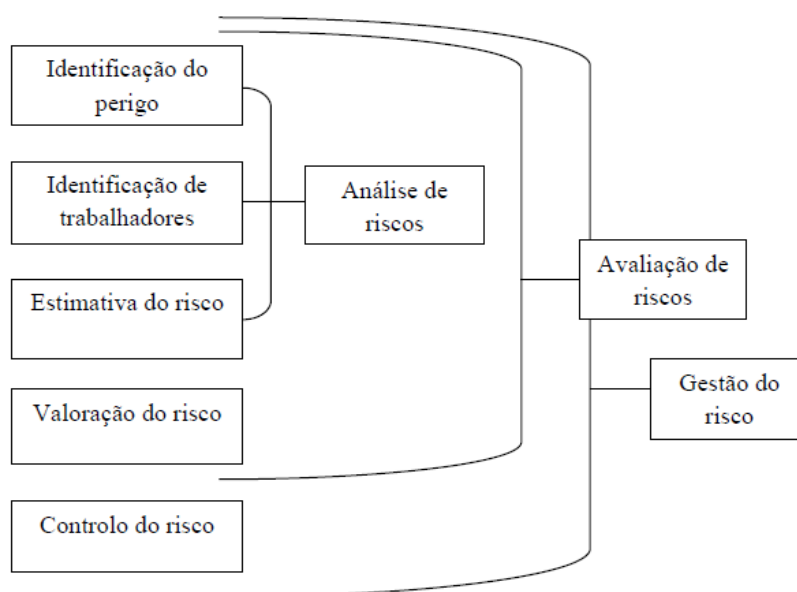 Identificação do
perigo
Identificação de
trabalhadores
Análise de
riscos
Estimativa do risco
Avaliação de
riscos
Valoração do risco
Gestão do
risco
Controlo do risco